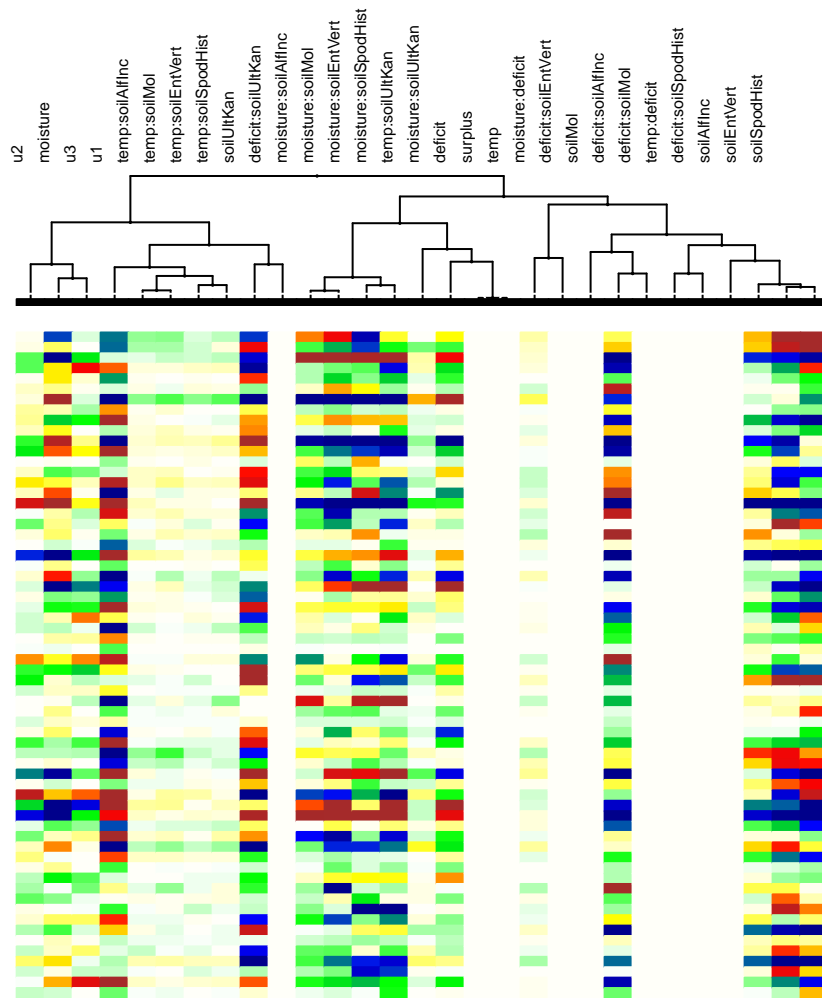 u2
moisture
u3
u1
temp:soilAlfInc
temp:soilMol
temp:soilEntVert
temp:soilSpodHist
soilUltKan
deficit:soilUltKan
moisture:soilAlfInc
moisture:soilMol
moisture:soilEntVert
moisture:soilSpodHist
temp:soilUltKan
moisture:soilUltKan
deficit
surplus
temp
moisture:deficit
deficit:soilEntVert
soilMol
deficit:soilAlfInc
deficit:soilMol
temp:deficit
deficit:soilSpodHist
soilAlfInc
soilEntVert
soilSpodHist